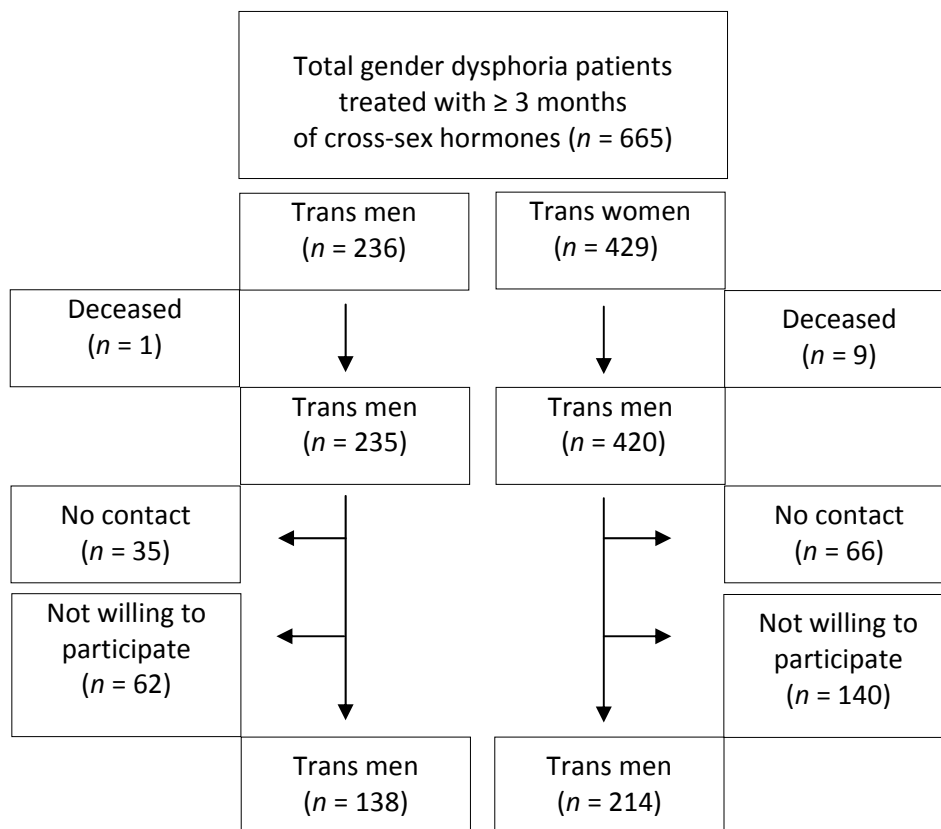 Total gender dysphoria patients
treated with ≥ 3 months
of cross-sex hormones (n = 665)
Trans men
(n = 236)
Trans women
(n = 429)
Deceased
(n = 1)
Deceased
(n = 9)
Trans men
(n = 235)
Trans men
(n = 420)
No contact
(n = 35)
No contact
(n = 66)
Not willing to
participate
(n = 62)
Not willing to
participate
(n = 140)
Trans men
(n = 138)
Trans men
(n = 214)